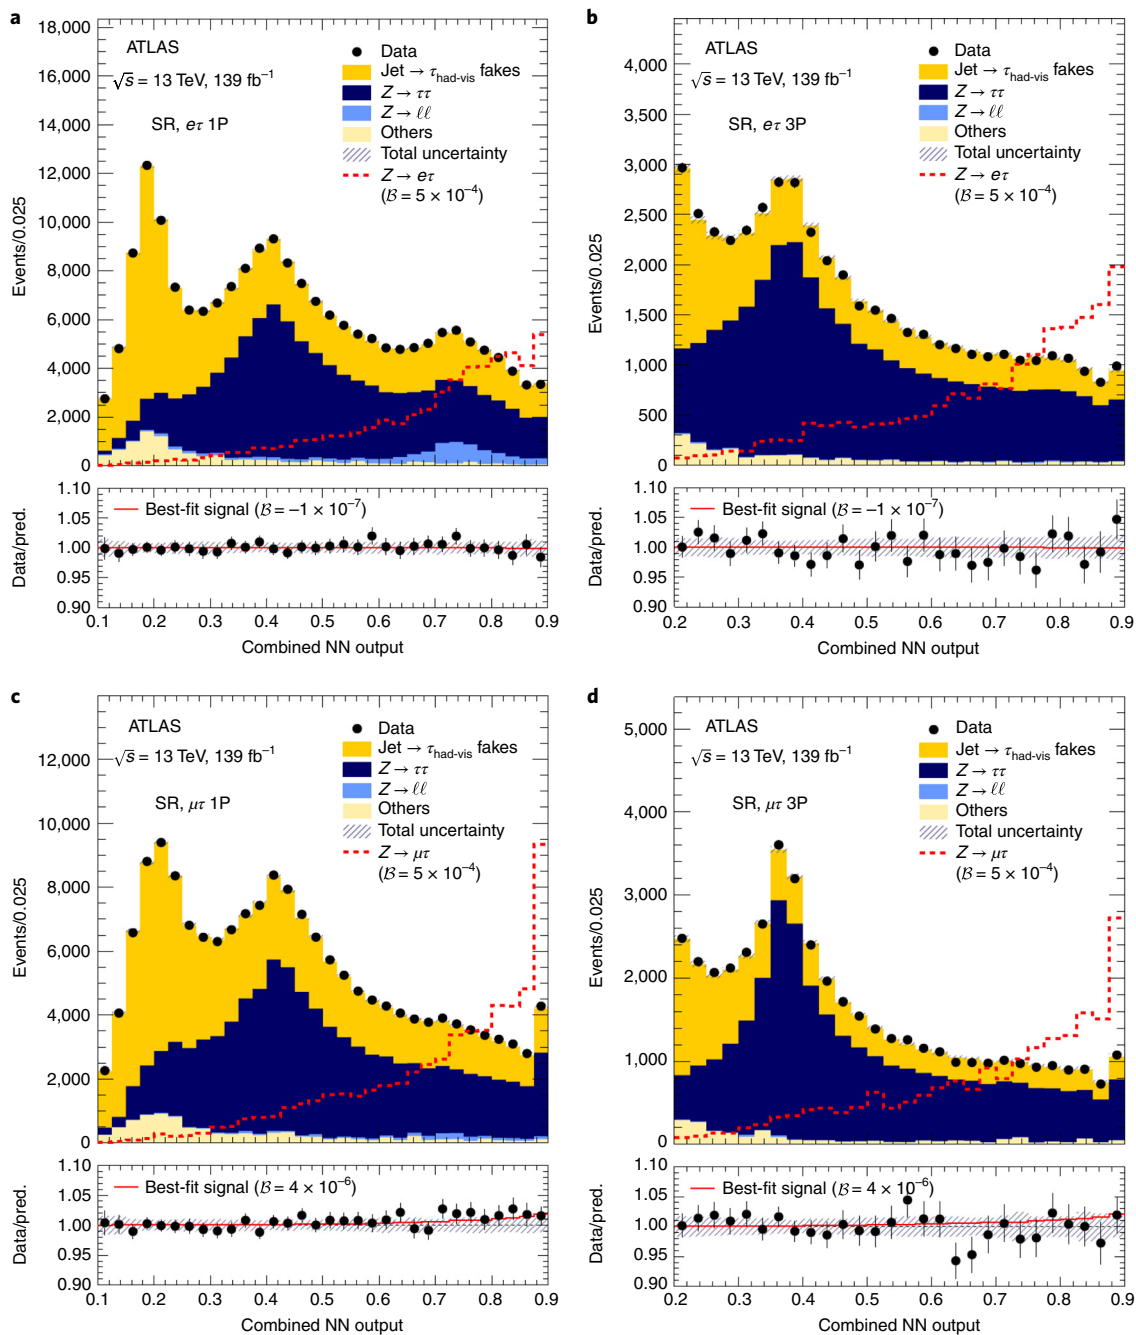 a
18,000
16,000
14,000
12,000
10,000
8,000
6,000
4,000
2,000
0
Events/0.025
ATLAS
√s = 13 TeV, 139 fb⁻¹
SR, eτ 1P
Data
Jet → τhad-vis fakes
Z → ττ
Z → ℓℓ
Others
Total uncertainty
Z → eτ
(B = 5 × 10⁻⁴)
1.10
1.05
1.00
0.95
0.90
Data/pred.
Best-fit signal (B = −1 × 10⁻⁷)
0.1 0.2 0.3 0.4 0.5 0.6 0.7 0.8 0.9
Combined NN output
b
4,000
3,500
3,000
2,500
2,000
1,500
1,000
500
0
Events/0.025
ATLAS
√s = 13 TeV, 139 fb⁻¹
SR, eτ 3P
Data
Jet → τhad-vis fakes
Z → ττ
Z → ℓℓ
Others
Total uncertainty
Z → eτ
(B = 5 × 10⁻⁴)
1.10
1.05
1.00
0.95
0.90
Data/pred.
Best-fit signal (B = −1 × 10⁻⁷)
0.2 0.3 0.4 0.5 0.6 0.7 0.8 0.9
Combined NN output
c
12,000
10,000
8,000
6,000
4,000
2,000
0
Events/0.025
ATLAS
√s = 13 TeV, 139 fb⁻¹
SR, μτ 1P
Data
Jet → τhad-vis fakes
Z → ττ
Z → ℓℓ
Others
Total uncertainty
Z → μτ
(B = 5 × 10⁻⁴)
1.10
1.05
1.00
0.95
0.90
Data/pred.
Best-fit signal (B = 4 × 10⁻⁶)
0.1 0.2 0.3 0.4 0.5 0.6 0.7 0.8 0.9
Combined NN output
d
5,000
4,000
3,000
2,000
1,000
0
Events/0.025
ATLAS
√s = 13 TeV, 139 fb⁻¹
SR, μτ 3P
Data
Jet → τhad-vis fakes
Z → ττ
Z → ℓℓ
Others
Total uncertainty
Z → μτ
(B = 5 × 10⁻⁴)
1.10
1.05
1.00
0.95
0.90
Data/pred.
Best-fit signal (B = 4 × 10⁻⁶)
0.2 0.3 0.4 0.5 0.6 0.7 0.8 0.9
Combined NN output